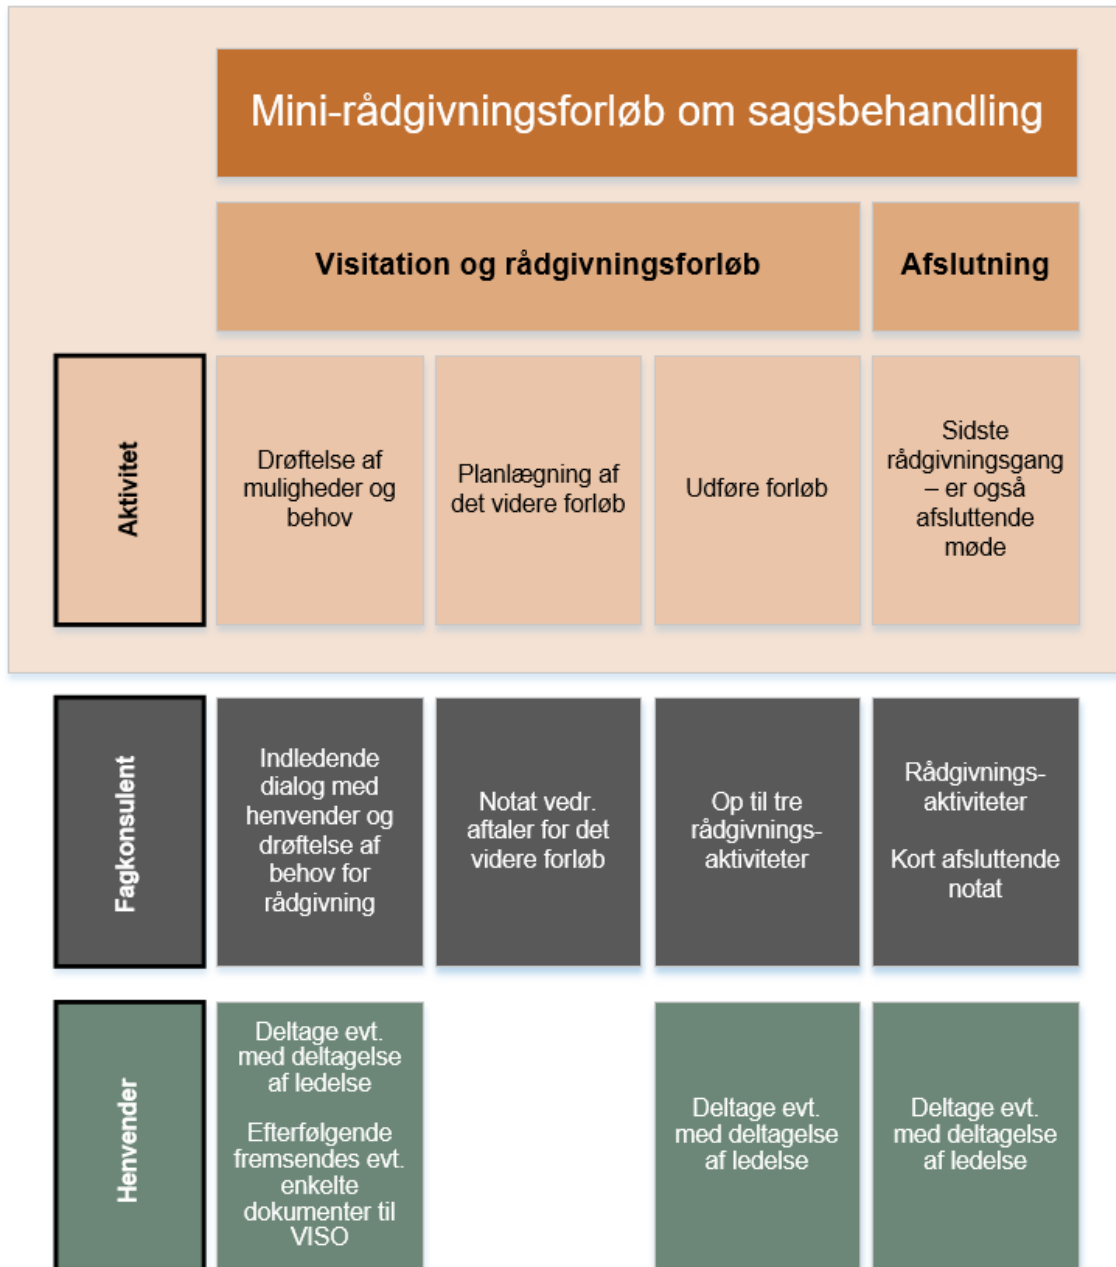 Mini-rådgivningsforløb om sagsbehandling
Visitation og rådgivningsforløb
Afslutning
Aktivitet
Drøftelse af
muligheder og
behov
Planlægning af
det videre forløb
Udføre forløb
Sidste
rådgivningsgang
– er også
afsluttende
møde
Fagkonsulent
Indledende
dialog med
henvender og
drøftelse af
behov for
rådgivning
Notat vedr.
aftaler for det
videre forløb
Op til tre
rådgivnings-
aktiviteter
Rådgivnings-
aktiviteter
Kort afsluttende
notat
Henvender
Deltage evt.
med deltagelse
af ledelse
Efterfølgende
fremsendes evt.
enkelte
dokumenter til
VISO
Deltage evt.
med deltagelse
af ledelse
Deltage evt.
med deltagelse
af ledelse